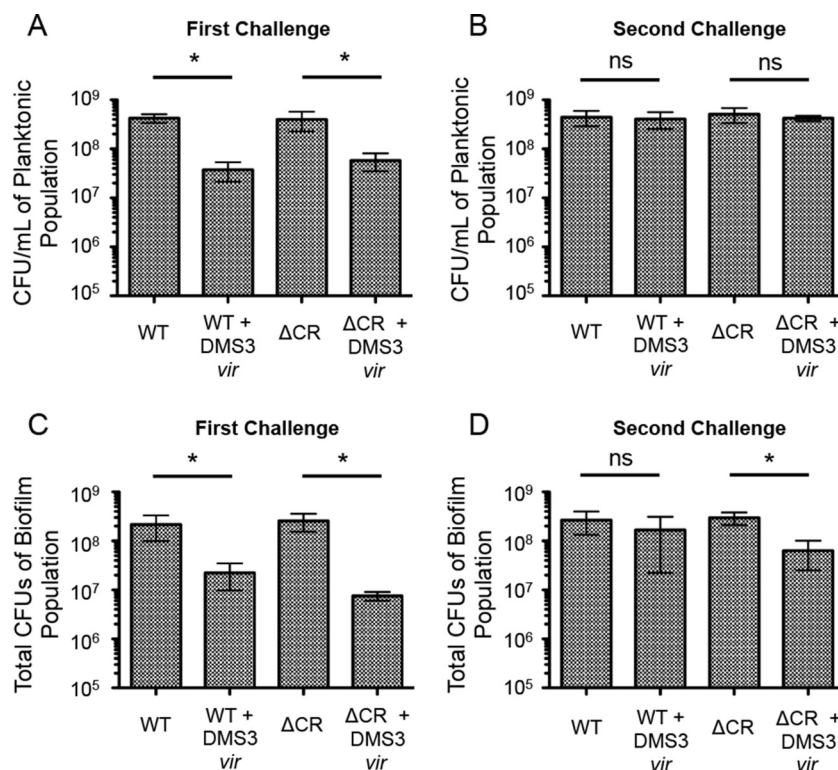 A
First Challenge
*
*
CFU/mL of Planktonic
Population
10⁹
10⁸
10⁷
10⁶
10⁵
WT
WT +
DMS3
vir
ΔCR
ΔCR +
DMS3
vir
B
Second Challenge
ns
ns
CFU/mL of Planktonic
Population
10⁹
10⁸
10⁷
10⁶
10⁵
WT
WT +
DMS3
vir
ΔCR
ΔCR +
DMS3
vir
C
First Challenge
*
*
Total CFUs of Biofilm
Population
10⁹
10⁸
10⁷
10⁶
10⁵
WT
WT +
DMS3
vir
ΔCR
ΔCR +
DMS3
vir
D
Second Challenge
ns
*
Total CFUs of Biofilm
Population
10⁹
10⁸
10⁷
10⁶
10⁵
WT
WT +
DMS3
vir
ΔCR
ΔCR +
DMS3
vir